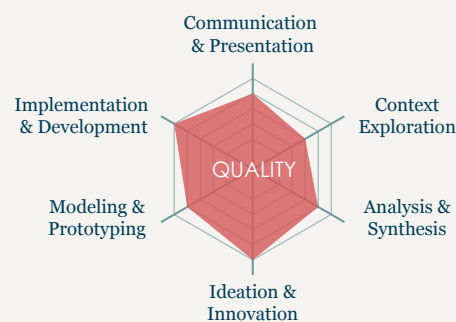 Communication
& Presentation
Implementation
& Development
Context
Exploration
QUALITY
Modeling &
Prototyping
Analysis &
Synthesis
Ideation &
Innovation